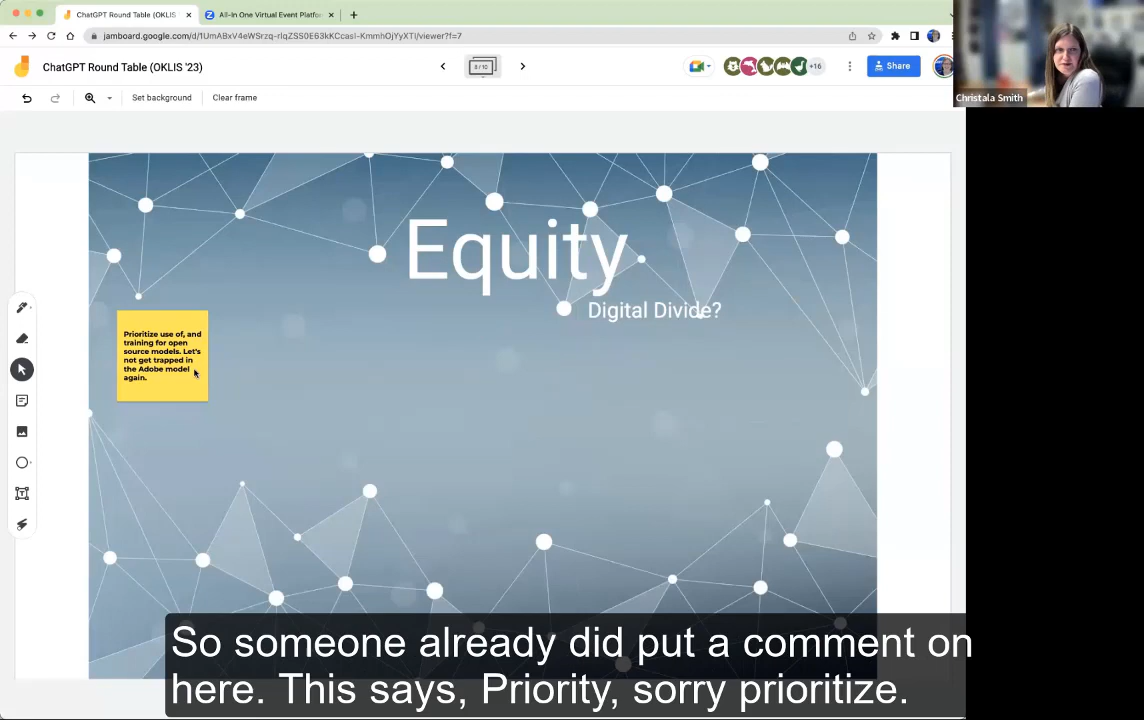 ChatGPT Round Table (OKLIS '23)
All-In One Virtual Event Platfo
jamboard.google.com/d/1UmABxV4eWSrzq-rIqZSS0E63kKCcasI-KmmhOjYyXTI/viewer?f=7
ChatGPT Round Table (OKLIS '23)
8 / 10
+16
Share
Christala Smith
Set background
Clear frame
Equity
Digital Divide?
Prioritize use of, and
training for open
source models. Let's
not get trapped in
the Adobe model
again.
So someone already did put a comment on
here. This says, Priority, sorry prioritize.